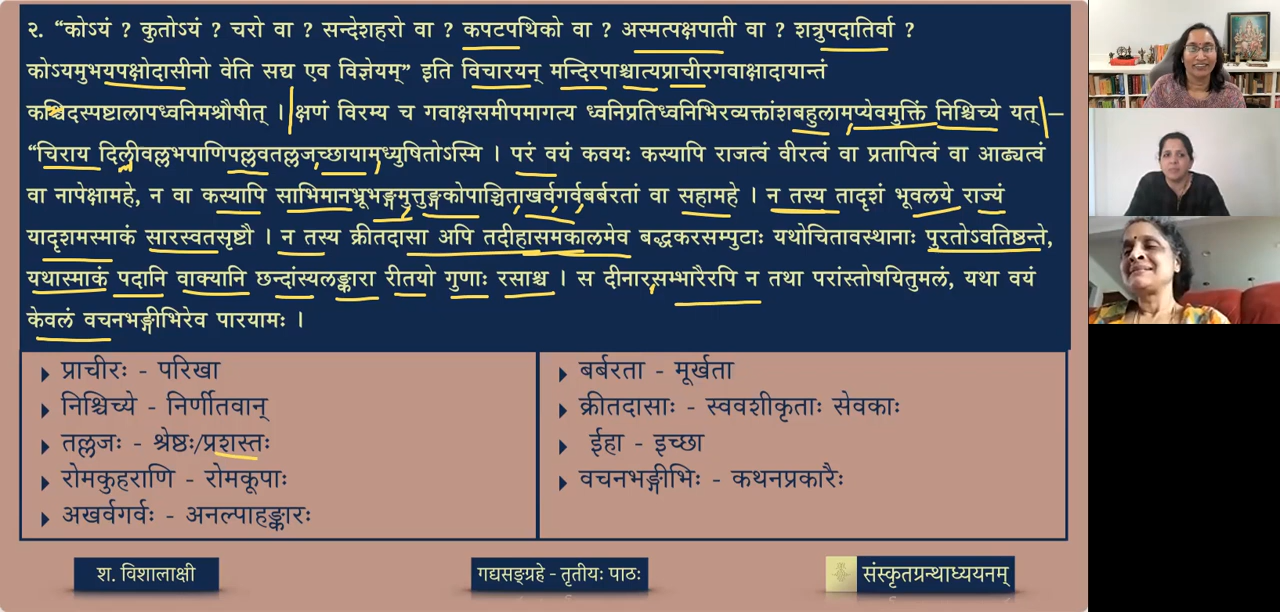 २. “कोऽयं ? कुतोऽयं ? चरो वा ? सन्देशहरो वा ? कपटपथिको वा ? अस्मत्पक्षपाती वा ? शत्रुपदातिर्वा ?
कोऽयमुभयपक्षोदासीनो वेति सद्य एव विज्ञेयम्” इति विचारयन् मन्दिरपाश्चात्यप्राचीरगवाक्षादायान्तं
कञ्चिदस्पष्टालापध्वनिमश्रौषीत् । क्षणं विरम्य च गवाक्षसमीपमागत्य ध्वनिप्रतिध्वनिभिरव्यक्तांशबहुलामप्येवमुक्तिं निश्चिच्ये यत् –
“चिराय दिल्लीवल्लभपाणिपल्लवतल्लजच्छायामध्युषितोऽस्मि । परं वयं कवयः कस्यापि राजत्वं वीरत्वं वा प्रतापित्वं वा आढ्यत्वं
वा नापेक्षामहे, न वा कस्यापि साभिमानभ्रूभङ्गमुत्तुङ्गकोपाञ्चिताखर्वगर्वबर्बरतां वा सहामहे । न तस्य तादृशं भूवलये राज्यं
यादृशमस्माकं सारस्वतसृष्टौ । न तस्य क्रीतदासा अपि तदीहासमकालमेव बद्धकरसम्पुटाः यथोचितावस्थानाः पुरतोऽवतिष्ठन्ते,
यथास्माकं पदानि वाक्यानि छन्दांस्यलङ्कारा रीतयो गुणाः रसाश्च । स दीनारसम्भारैरपि न तथा परांस्तोषयितुमलं, यथा वयं
केवलं वचनभङ्गीभिरेव पारयामः ।
प्राचीरः - परिखा
निश्चिच्ये - निर्णीतवान्
तल्लजः - श्रेष्ठः/प्रशस्तः
रोमकुहराणि - रोमकूपाः
अखर्वगर्वः - अनल्पाहङ्कारः
बर्बरता - मूर्खता
क्रीतदासाः - स्ववशीकृताः सेवकाः
ईहा - इच्छा
वचनभङ्गीभिः - कथनप्रकारैः
श. विशालाक्षी
गद्यसङ्ग्रहे - तृतीयः पाठः
संस्कृतग्रन्थाध्ययनम्